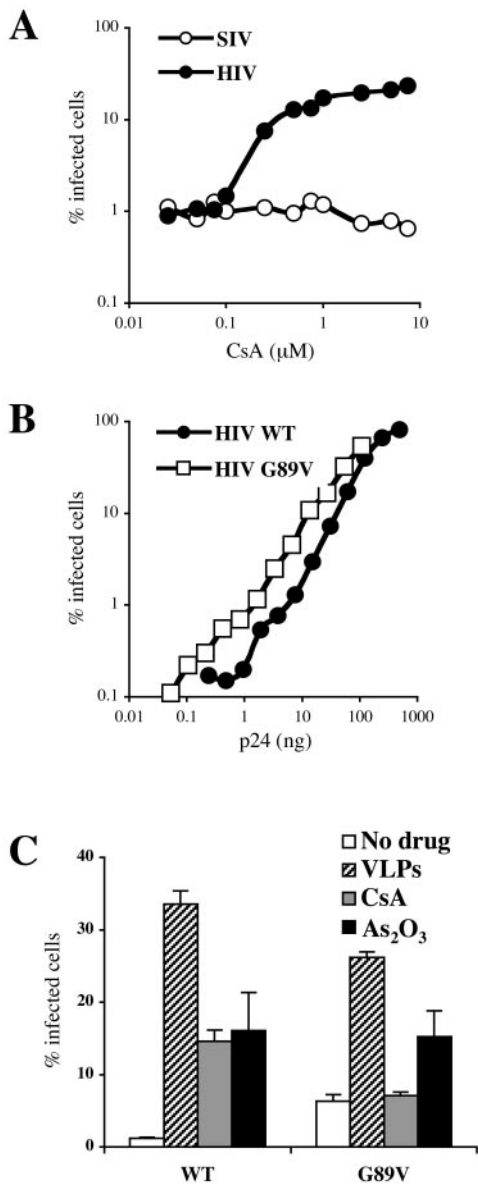 A
100
SIV
HIV
10
1
0.1
% infected cells
0.01 0.1 1 10
CsA (μM)
B
100
HIV WT
HIV G89V
10
1
0.1
% infected cells
0.01 0.1 1 10 100 1000
p24 (ng)
C
No drug
VLPs
CsA
As₂O₃
40
30
20
10
0
% infected cells
WT G89V